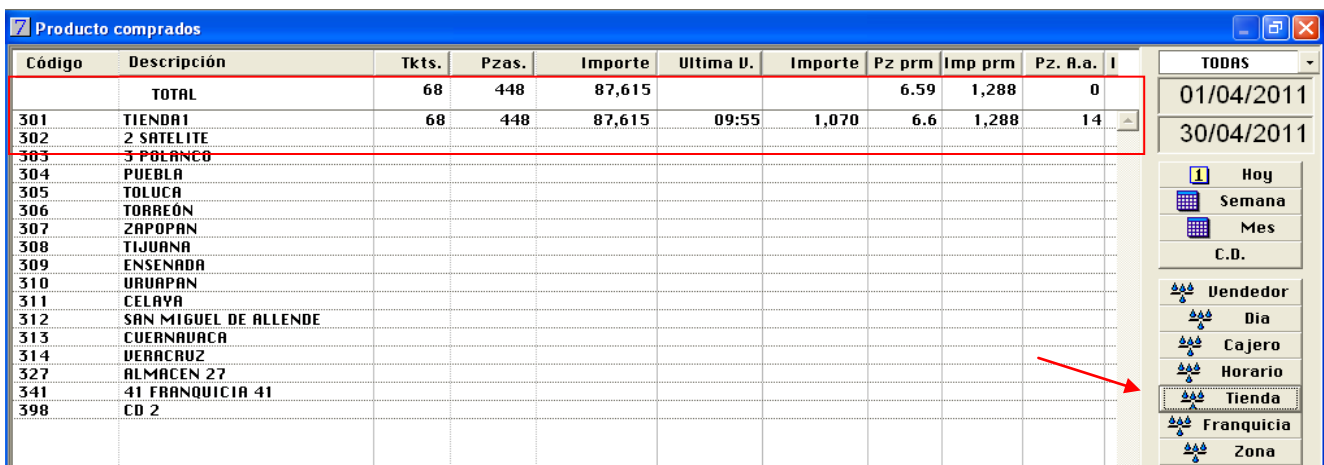 7 Producto comprados
Código Descripción Tkts. Pzas. Importe Ultima V. Importe Pz prm Imp prm Pz. A.a. I
TOTAL 68 448 87,615 6.59 1,288 0
301 TIENDA1 68 448 87,615 09:55 1,070 6.6 1,288 14
302 2 SATELITE
303 3 POLANCO
304 PUEBLA
305 TOLUCA
306 TORREÓN
307 ZAPOPAN
308 TIJUANA
309 ENSENADA
310 URUAPAN
311 CELAYA
312 SAN MIGUEL DE ALLENDE
313 CUERNAVACA
314 VERACRUZ
327 ALMACEN 27
341 41 FRANQUICIA 41
398 CD 2
TODAS
01/04/2011
30/04/2011
1 Hoy
Semana
Mes
C.D.
Vendedor
Dia
Cajero
Horario
Tienda
Franquicia
Zona